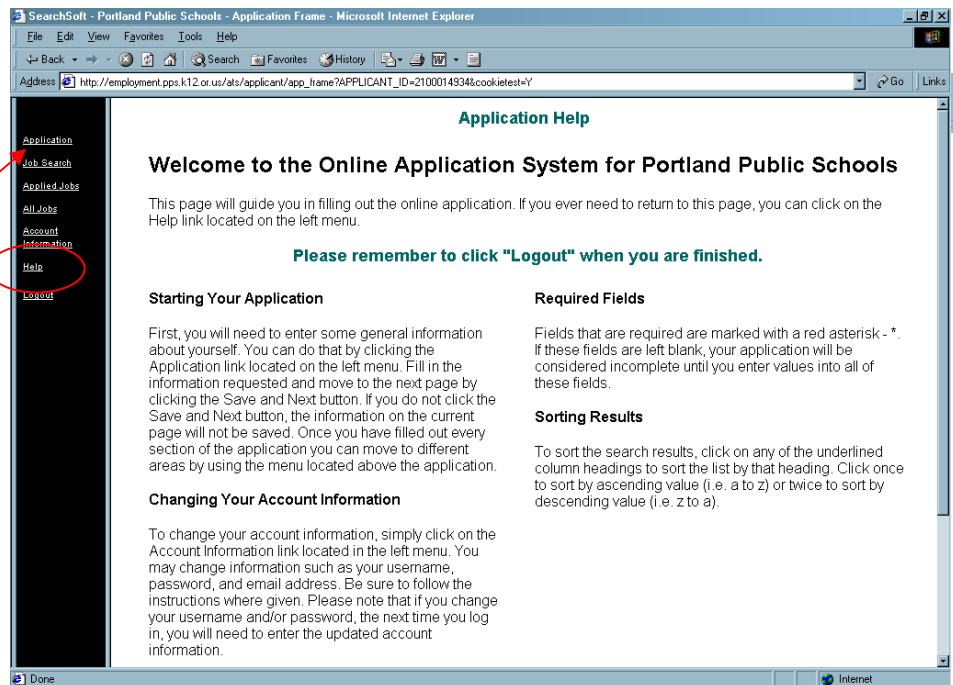 SearchSoft - Portland Public Schools - Application Frame - Microsoft Internet Explorer
File Edit View Favorites Tools Help
Back Search Favorites History
Address http://employment.pps.k12.or.us/ats/applicant/app_frame?APPLICANT_ID=2100014934&cookietest=Y Go Links
Application
Job Search
Applied Jobs
All Jobs
Account
Information
Help
Logout
Application Help
Welcome to the Online Application System for Portland Public Schools
This page will guide you in filling out the online application. If you ever need to return to this page, you can click on the
Help link located on the left menu.
Please remember to click "Logout" when you are finished.
Starting Your Application
First, you will need to enter some general information
about yourself. You can do that by clicking the
Application link located on the left menu. Fill in the
information requested and move to the next page by
clicking the Save and Next button. If you do not click the
Save and Next button, the information on the current
page will not be saved. Once you have filled out every
section of the application you can move to different
areas by using the menu located above the application.
Changing Your Account Information
To change your account information, simply click on the
Account Information link located in the left menu. You
may change information such as your username,
password, and email address. Be sure to follow the
instructions where given. Please note that if you change
your username and/or password, the next time you log
in, you will need to enter the updated account
information.
Required Fields
Fields that are required are marked with a red asterisk - *.
If these fields are left blank, your application will be
considered incomplete until you enter values into all of
these fields.
Sorting Results
To sort the search results, click on any of the underlined
column headings to sort the list by that heading. Click once
to sort by ascending value (i.e. a to z) or twice to sort by
descending value (i.e. z to a).
Done Internet